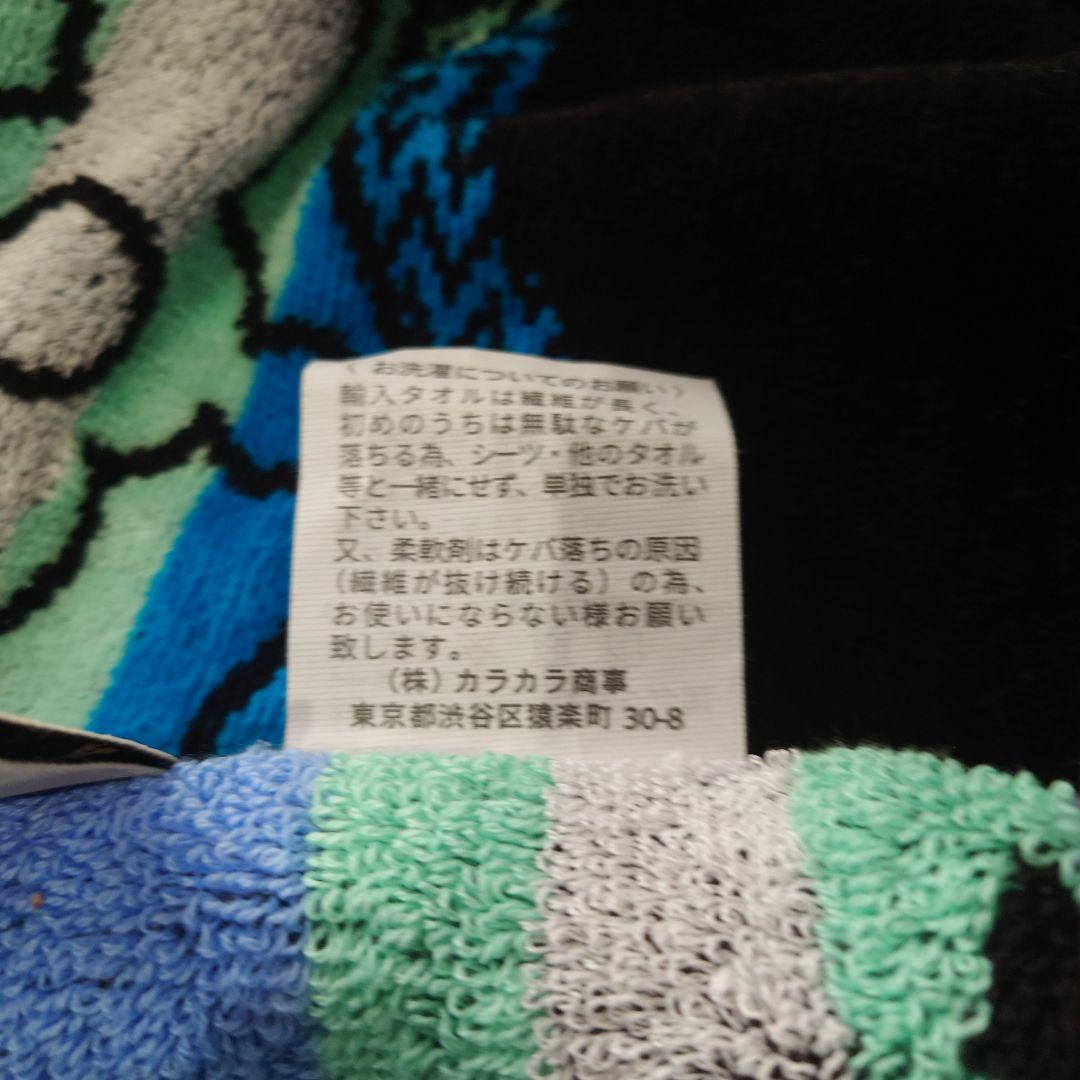 （お洗濯についてのお願い）
輸入タオルは繊維が長く、
初めのうちは無駄なケバが
落ちる為、シーツ・他のタオル
等と一緒にせず、単独でお洗い
下さい。
又、柔軟剤はケバ落ちの原因
（繊維が抜け続ける）の為、
お使いにならない様お願い
致します。
（株）カラカラ商事
東京都渋谷区猿楽町 30-8